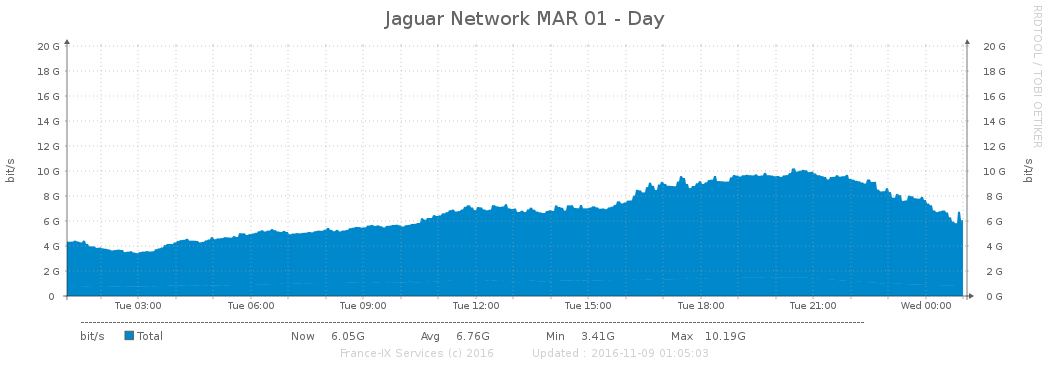 Jaguar Network MAR 01 - Day
RRDTOOL / TOBI OETIKER
20 G 20 G
18 G 18 G
16 G 16 G
14 G 14 G
12 G 12 G
10 G 10 G
8 G 8 G
6 G 6 G
4 G 4 G
2 G 2 G
0 0 G
bit/s
bit/s
Tue 03:00 Tue 06:00 Tue 09:00 Tue 12:00 Tue 15:00 Tue 18:00 Tue 21:00 Wed 00:00
bit/s Total Now 6.05G Avg 6.76G Min 3.41G Max 10.19G
France-IX Services (c) 2016 Updated : 2016-11-09 01:05:03